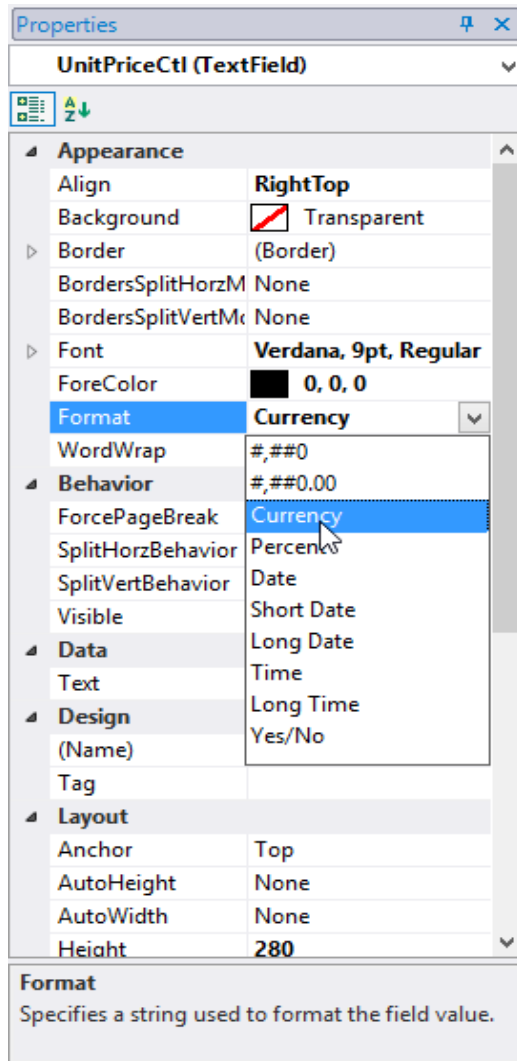 Properties
UnitPriceCtl (TextField)
Appearance
Align RightTop
Background Transparent
Border (Border)
BordersSplitHorzM None
BordersSplitVertMo None
Font Verdana, 9pt, Regular
ForeColor 0, 0, 0
Format Currency
WordWrap #,##0
Behavior #,##0.00
ForcePageBreak Currency
SplitHorzBehavior Percent
SplitVertBehavior Date
Visible Short Date
Data Long Date
Text Time
Design Long Time
(Name) Yes/No
Tag
Layout
Anchor Top
AutoHeight None
AutoWidth None
Height 280
Format
Specifies a string used to format the field value.